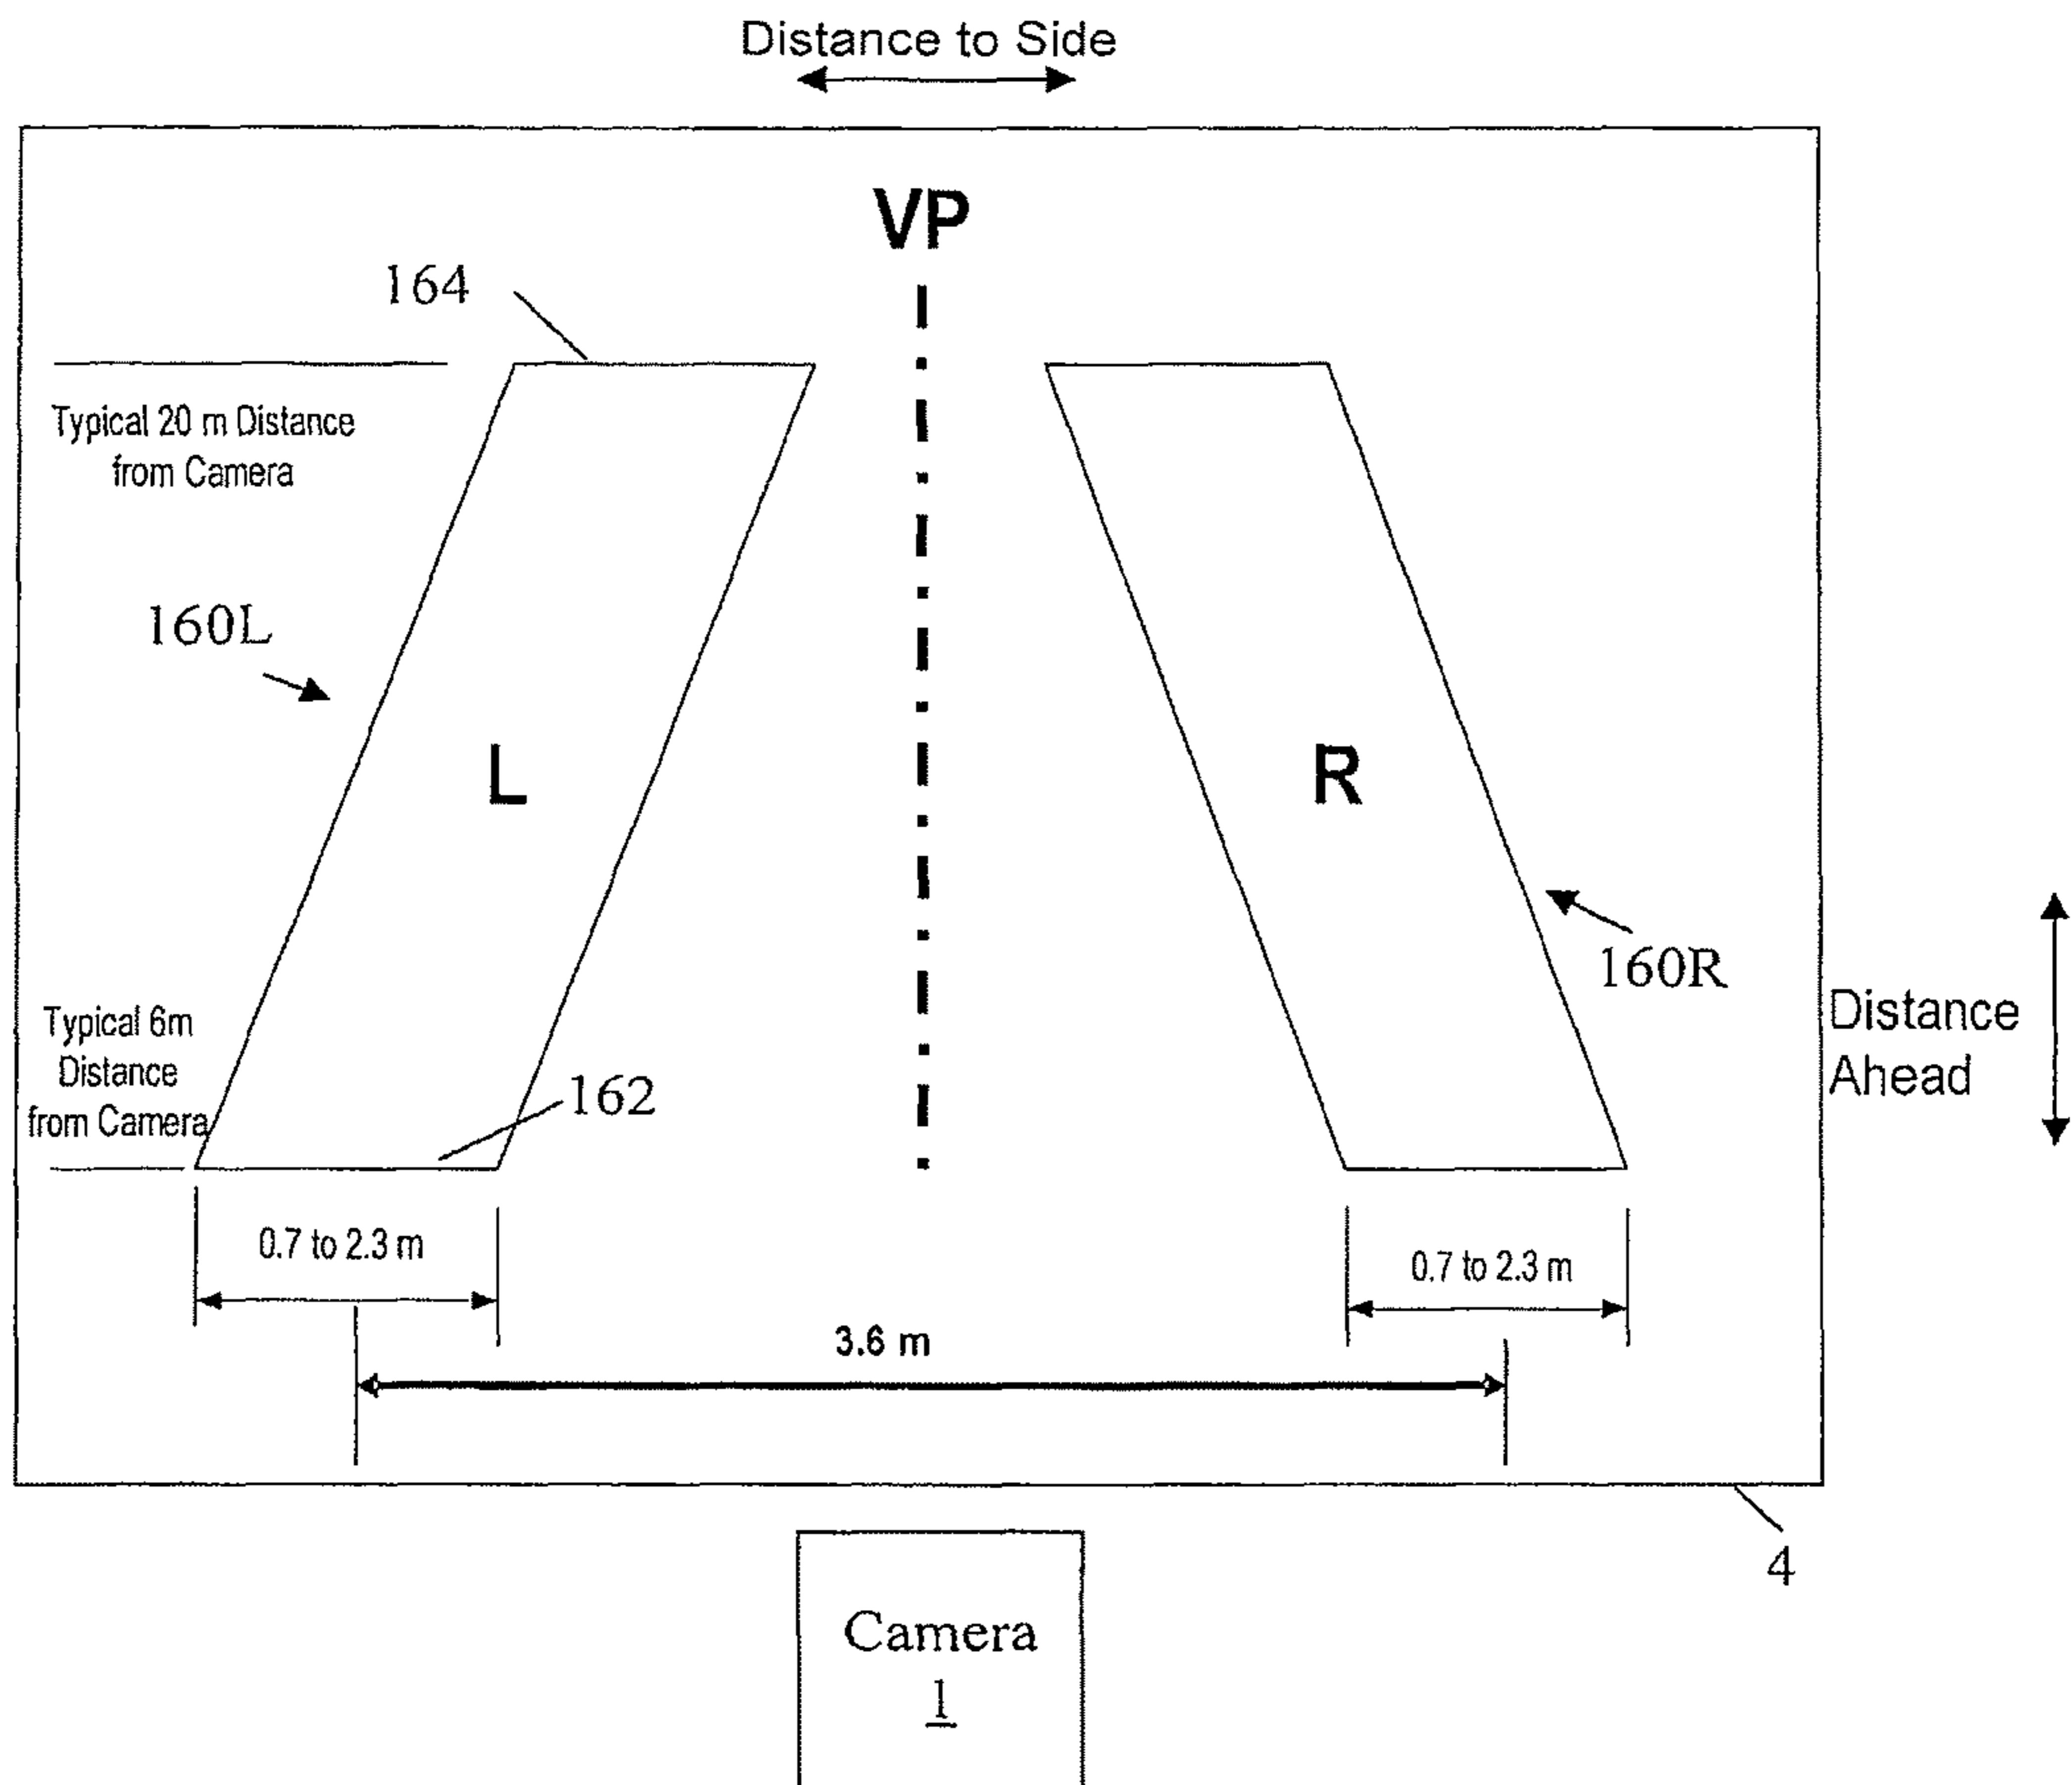 Distance to Side
VP
164
Typical 20 m Distance
from Camera
160L
L
R
160R
Typical 6m
Distance
from Camera
162
Distance
Ahead
0.7 to 2.3 m
0.7 to 2.3 m
3.6 m
4
Camera
1